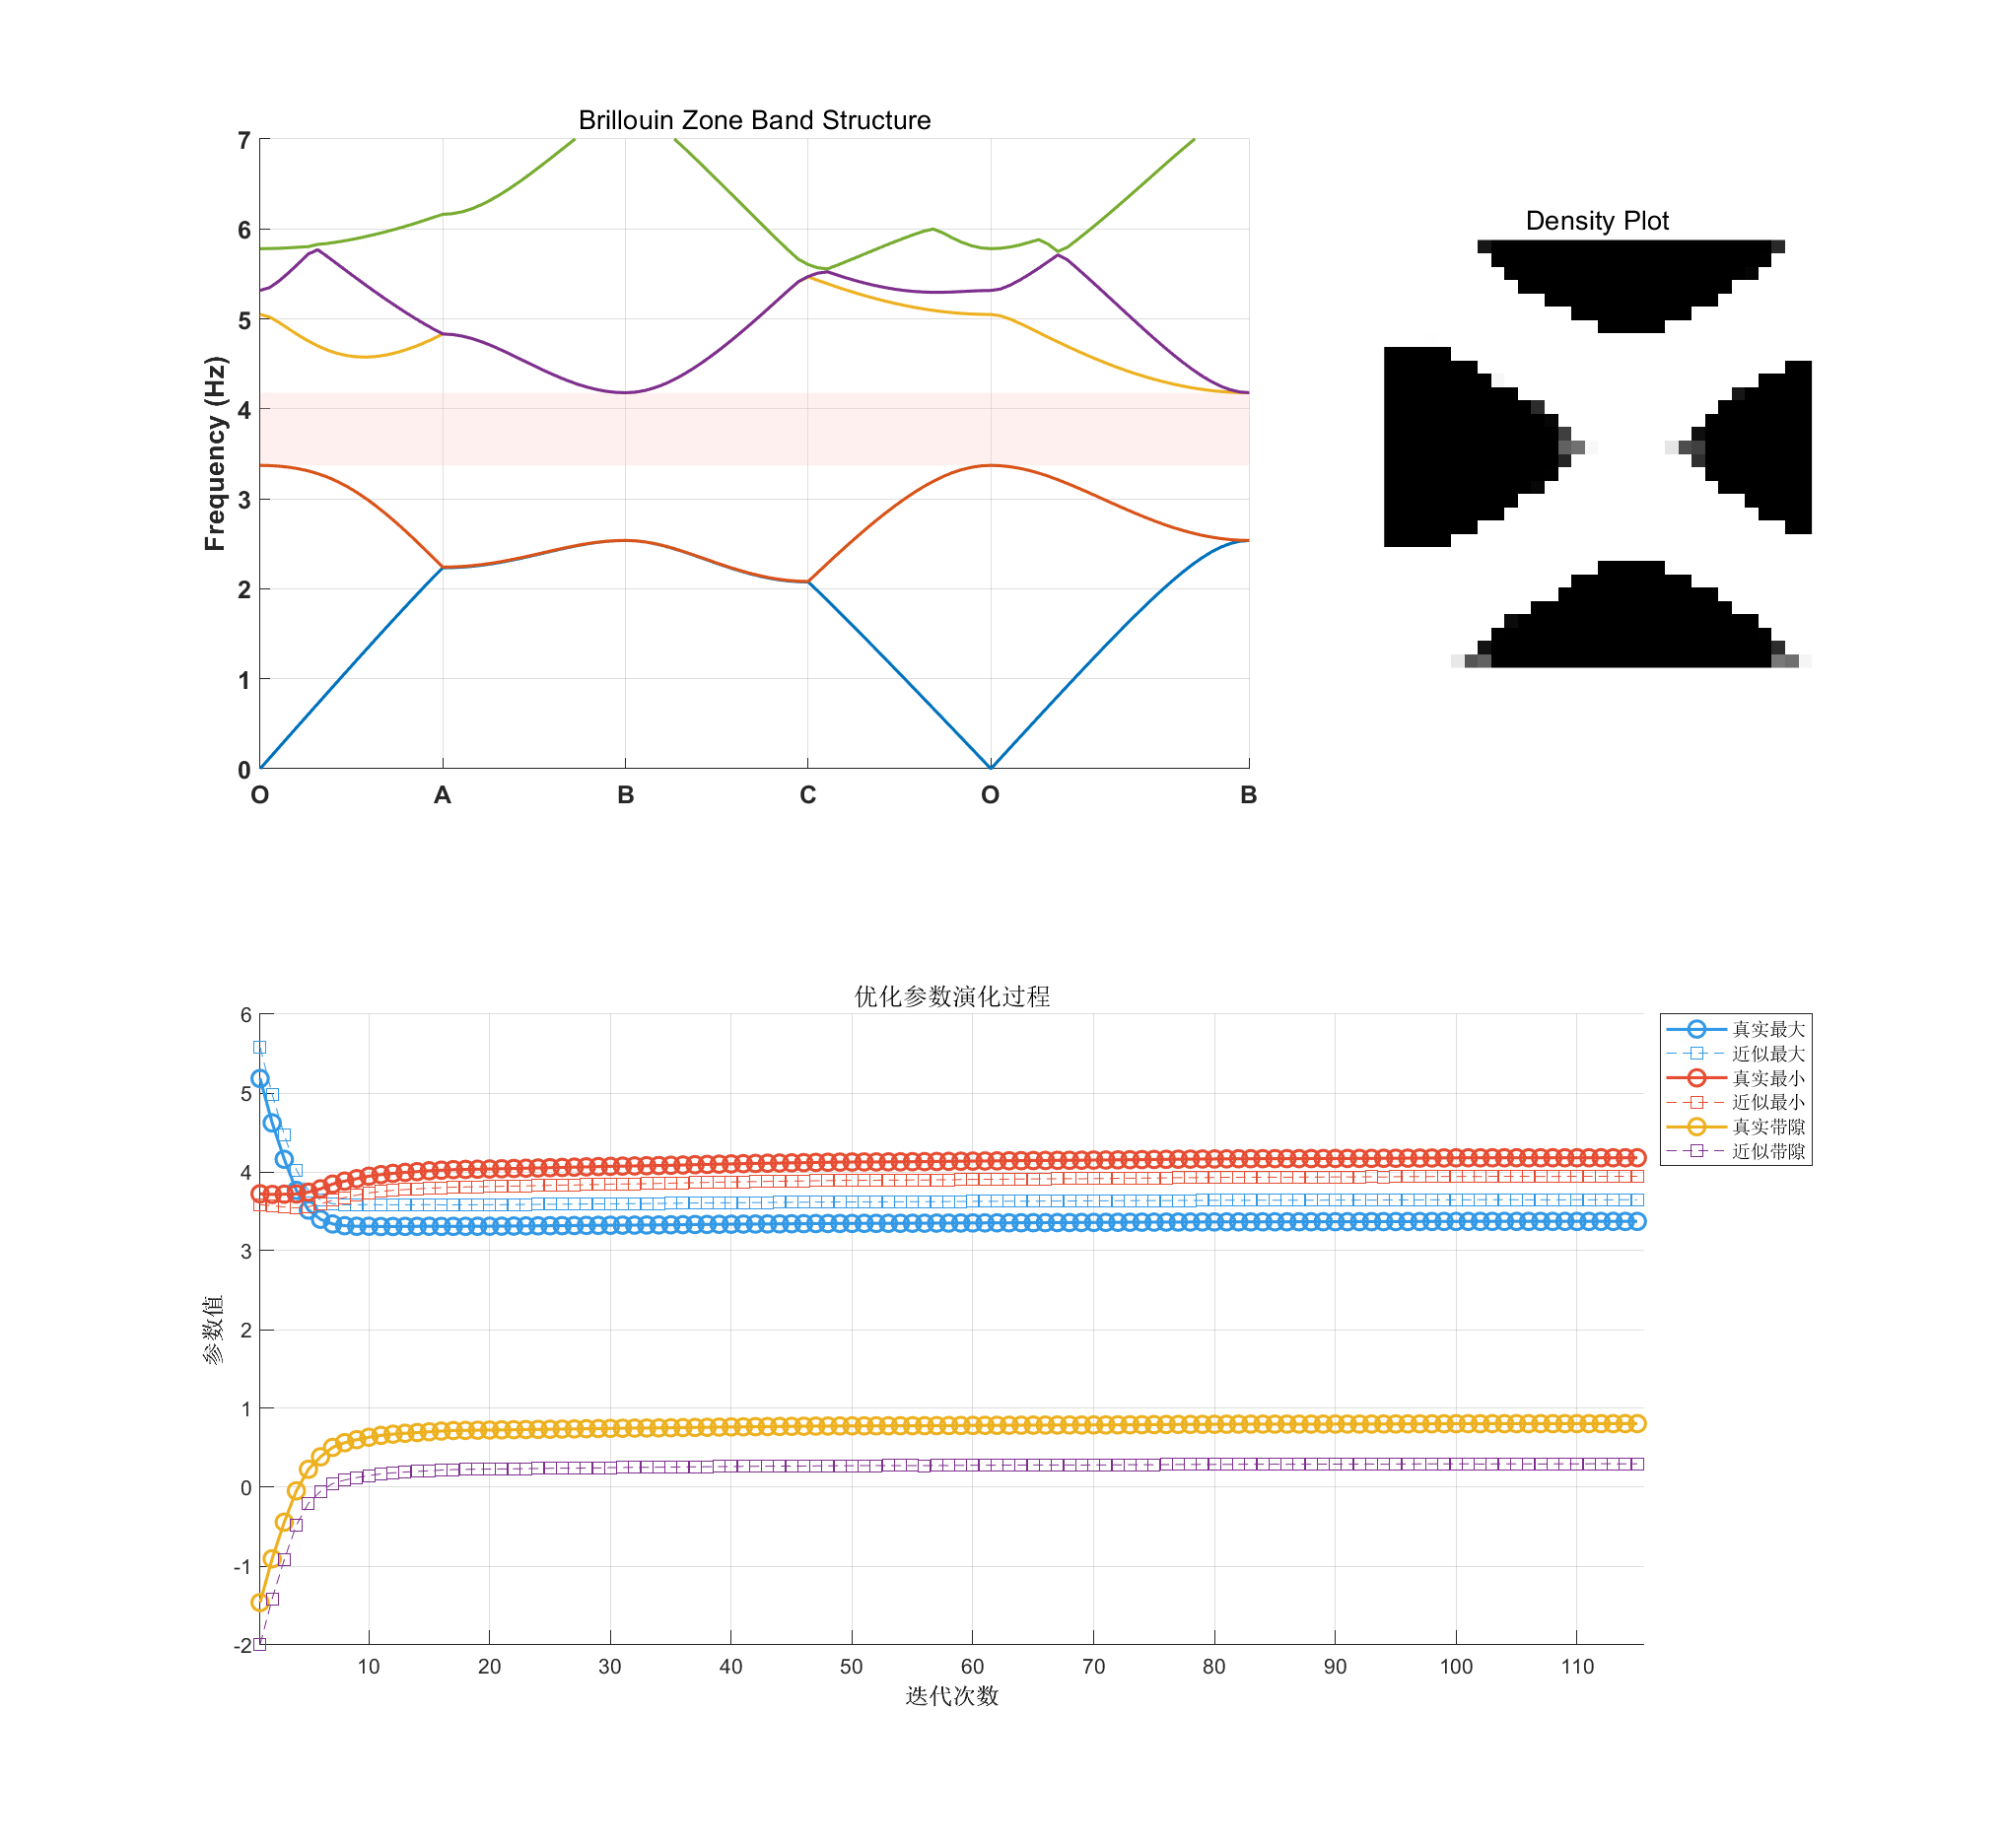 Brillouin Zone Band Structure
Frequency (Hz)
7
6
5
4
3
2
1
0
O A B C O B
Density Plot
优化参数演化过程
参数值
6
5
4
3
2
1
0
-1
-2
10 20 30 40 50 60 70 80 90 100 110
迭代次数
真实最大
近似最大
真实最小
近似最小
真实带隙
近似带隙